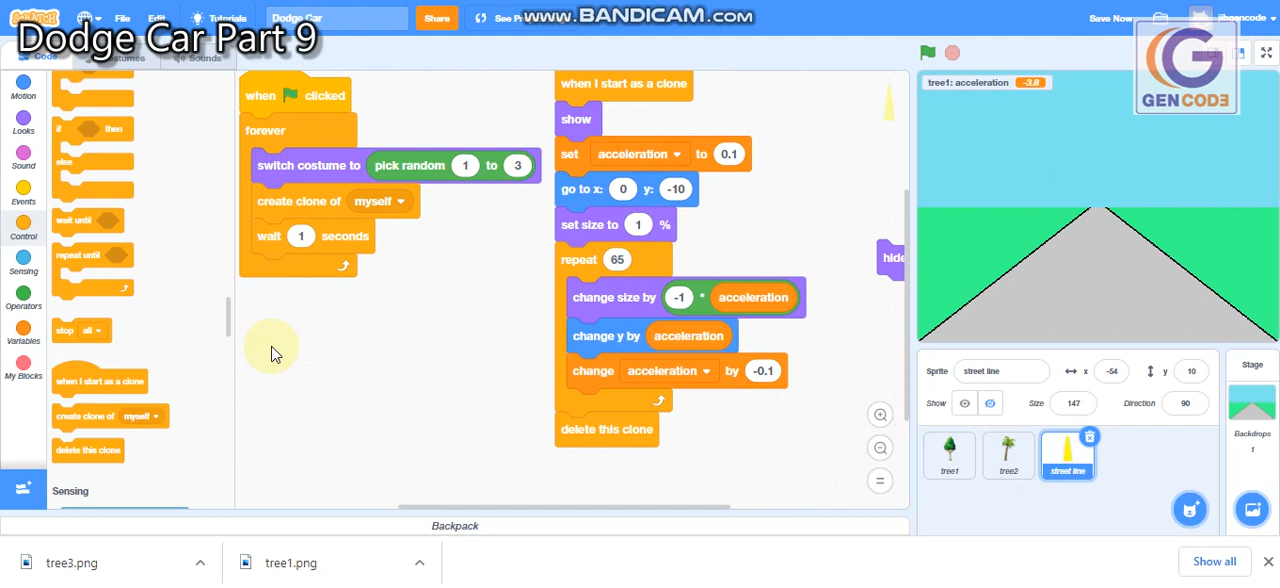 www.BANDICAM.com
SCRATCH File Edit Tutorials Dodge Car Share Save Now
Dodge Car Part 9
Code Costumes Sounds
GENCODE
Motion
Looks
Sound
Events
Control
Sensing
Operators
Variables
My Blocks
if then
else
wait until
repeat until
stop all
when I start as a clone
create clone of myself
delete this clone
Sensing
when clicked
forever
switch costume to pick random 1 to 3
create clone of myself
wait 1 seconds
when I start as a clone
show
set acceleration to 0.1
go to x: 0 y: -10
set size to 1 %
repeat 65
change size by -1 * acceleration
change y by acceleration
change acceleration by -0.1
delete this clone
hide
tree1: acceleration -3.8
Sprite street line x -54 y 10
Show Size 147 Direction 90
tree1
tree2
street line
Stage
Backdrops
1
Backpack
tree3.png
tree1.png
Show all